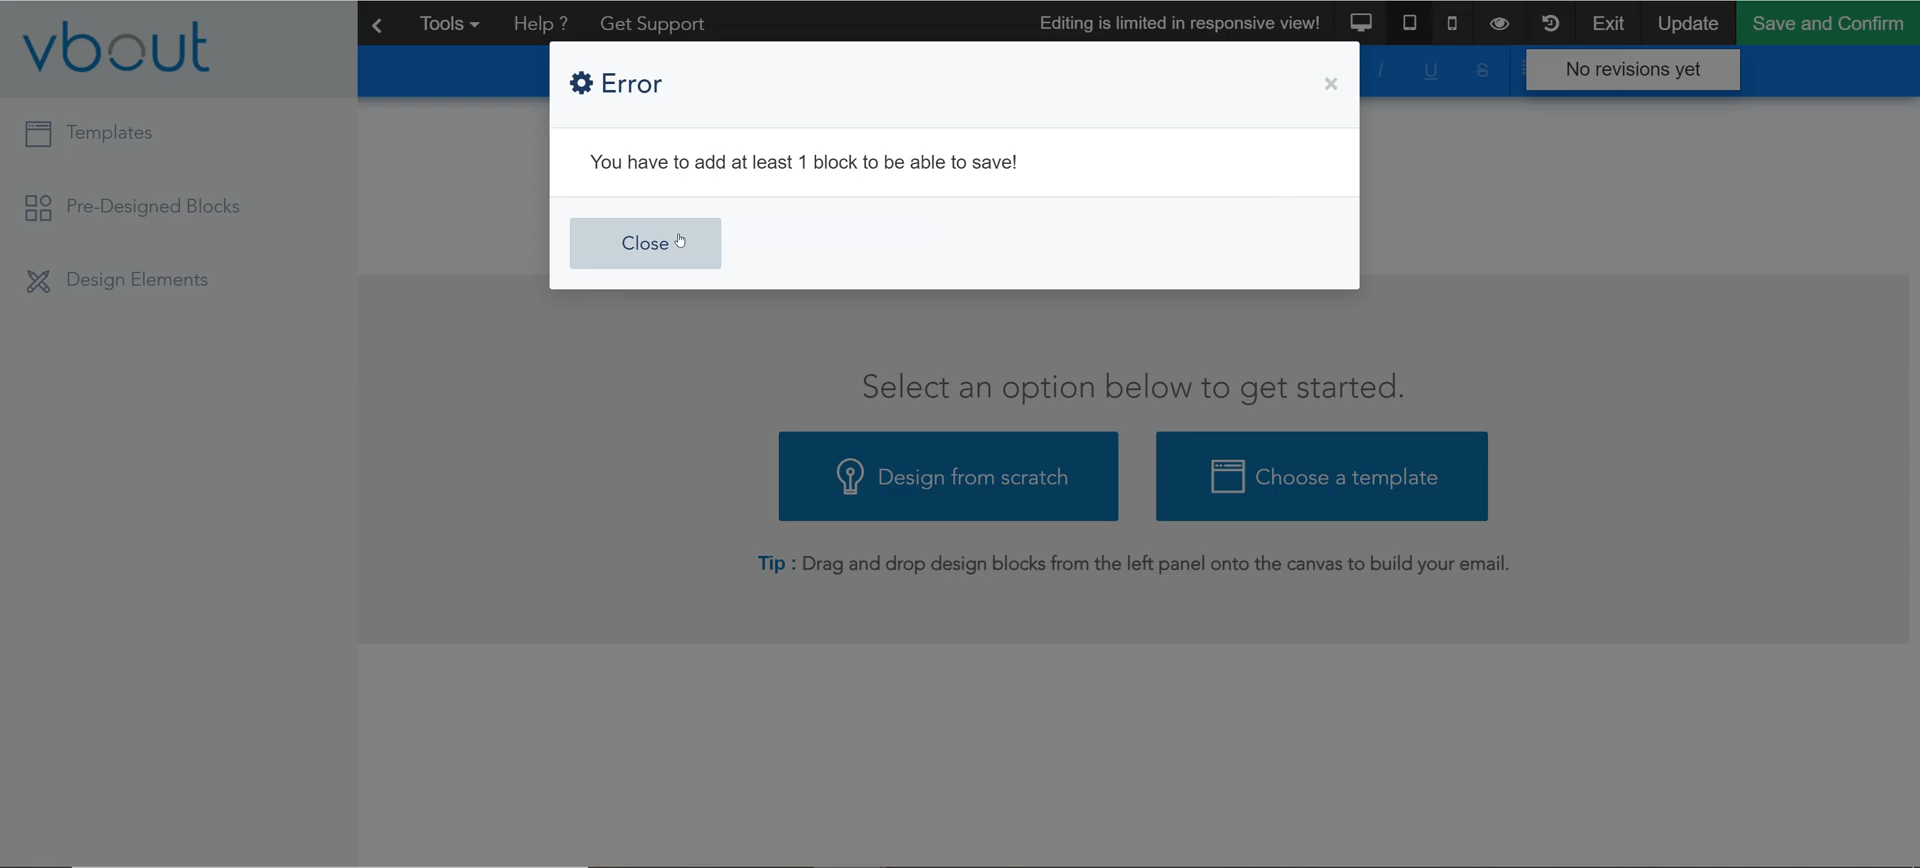 vbout
Tools Help ? Get Support Editing is limited in responsive view! Exit Update Save and Confirm
Error
I U S No revisions yet
Templates
You have to add at least 1 block to be able to save!
Pre-Designed Blocks
Close
Design Elements
Select an option below to get started.
Design from scratch Choose a template
Tip : Drag and drop design blocks from the left panel onto the canvas to build your email.